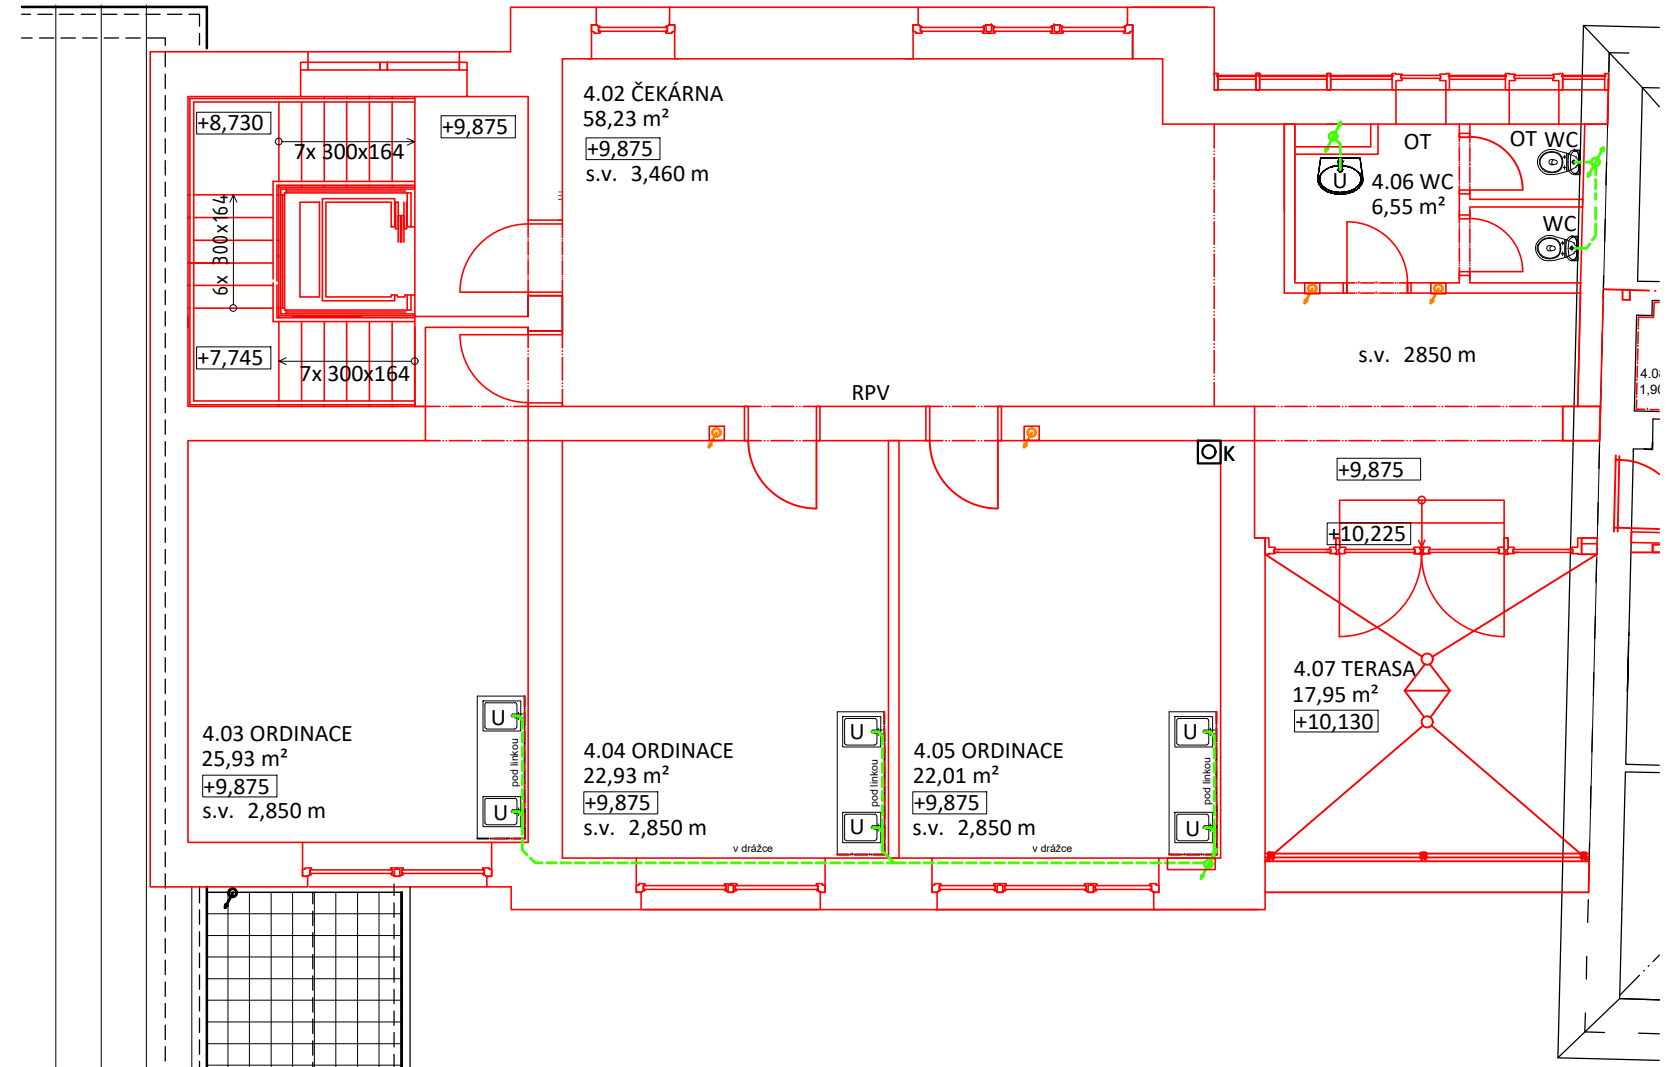 4.02 ČEKÁRNA
58,23 m²
+9,875
s.v. 3,460 m
+8,730
7x 300x164
+9,875
6x 300x164
+7,745
7x 300x164
OT
OT
WC
4.06 WC
6,55 m²
U
WC
s.v. 2850 m
RPV
K
+9,875
+10,225
4.07 TERASA
17,95 m²
+10,130
4.03 ORDINACE
25,93 m²
+9,875
s.v. 2,850 m
U
pod linkou
U
4.04 ORDINACE
22,93 m²
+9,875
s.v. 2,850 m
v drážce
U
pod linkou
U
4.05 ORDINACE
22,01 m²
+9,875
s.v. 2,850 m
v drážce
U
pod linkou
U